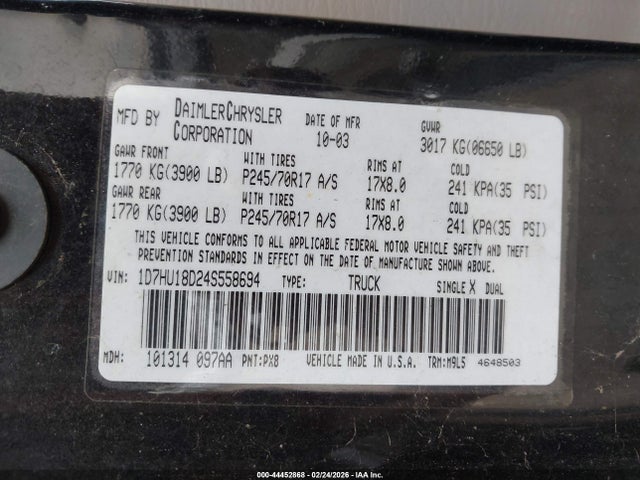 MFD BY DAIMLERCHRYSLER CORPORATION DATE OF MFR 10-03 GVWR 3017 KG(06650 LB)
GAWR FRONT WITH TIRES RIMS AT COLD
1770 KG(3900 LB) P245/70R17 A/S 17X8.0 241 KPA(35 PSI)
GAWR REAR WITH TIRES RIMS AT COLD
1770 KG(3900 LB) P245/70R17 A/S 17X8.0 241 KPA(35 PSI)
THIS VEHICLE CONFORMS TO ALL APPLICABLE FEDERAL MOTOR VEHICLE SAFETY AND THEFT
PREVENTION STANDARDS IN EFFECT ON THE DATE OF MANUFACTURE SHOWN ABOVE.
VIN: 1D7HU18D24S558694 TYPE: TRUCK SINGLE X DUAL
MDH: 101314 097AA PNT:PX8 VEHICLE MADE IN U.S.A. TRM:M9L5 4648503
000-44452868 - 02/24/2026 - IAA Inc.